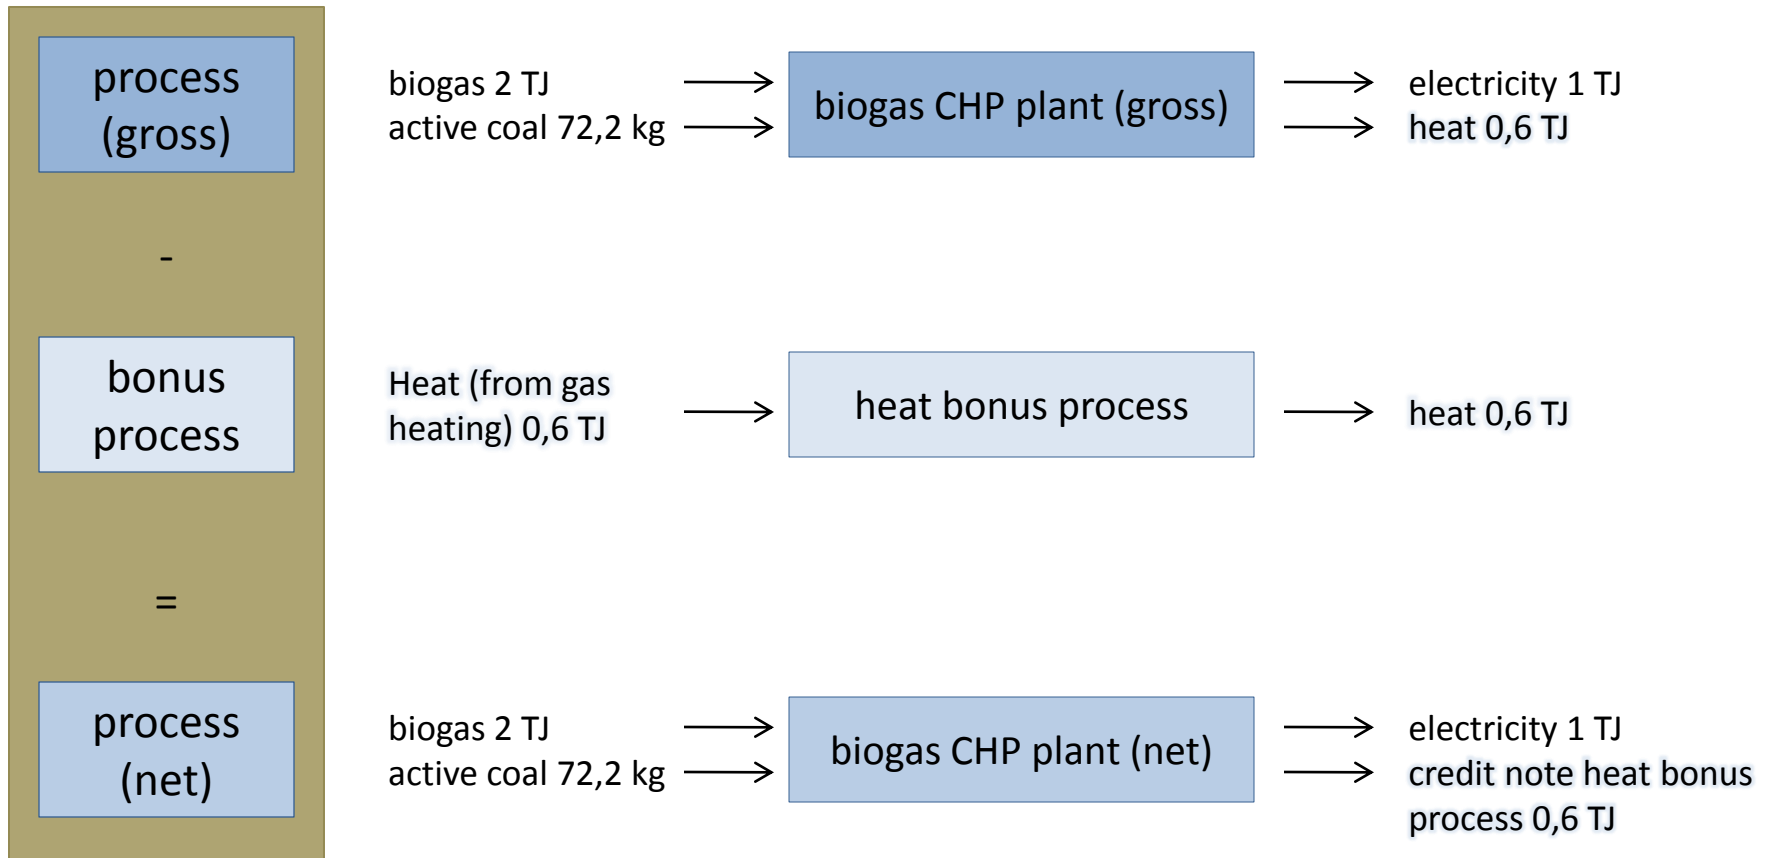 process
(gross)
biogas 2 TJ
active coal 72,2 kg
biogas CHP plant (gross)
electricity 1 TJ
heat 0,6 TJ
-
bonus
process
Heat (from gas
heating) 0,6 TJ
heat bonus process
heat 0,6 TJ
=
process
(net)
biogas 2 TJ
active coal 72,2 kg
biogas CHP plant (net)
electricity 1 TJ
credit note heat bonus
process 0,6 TJ